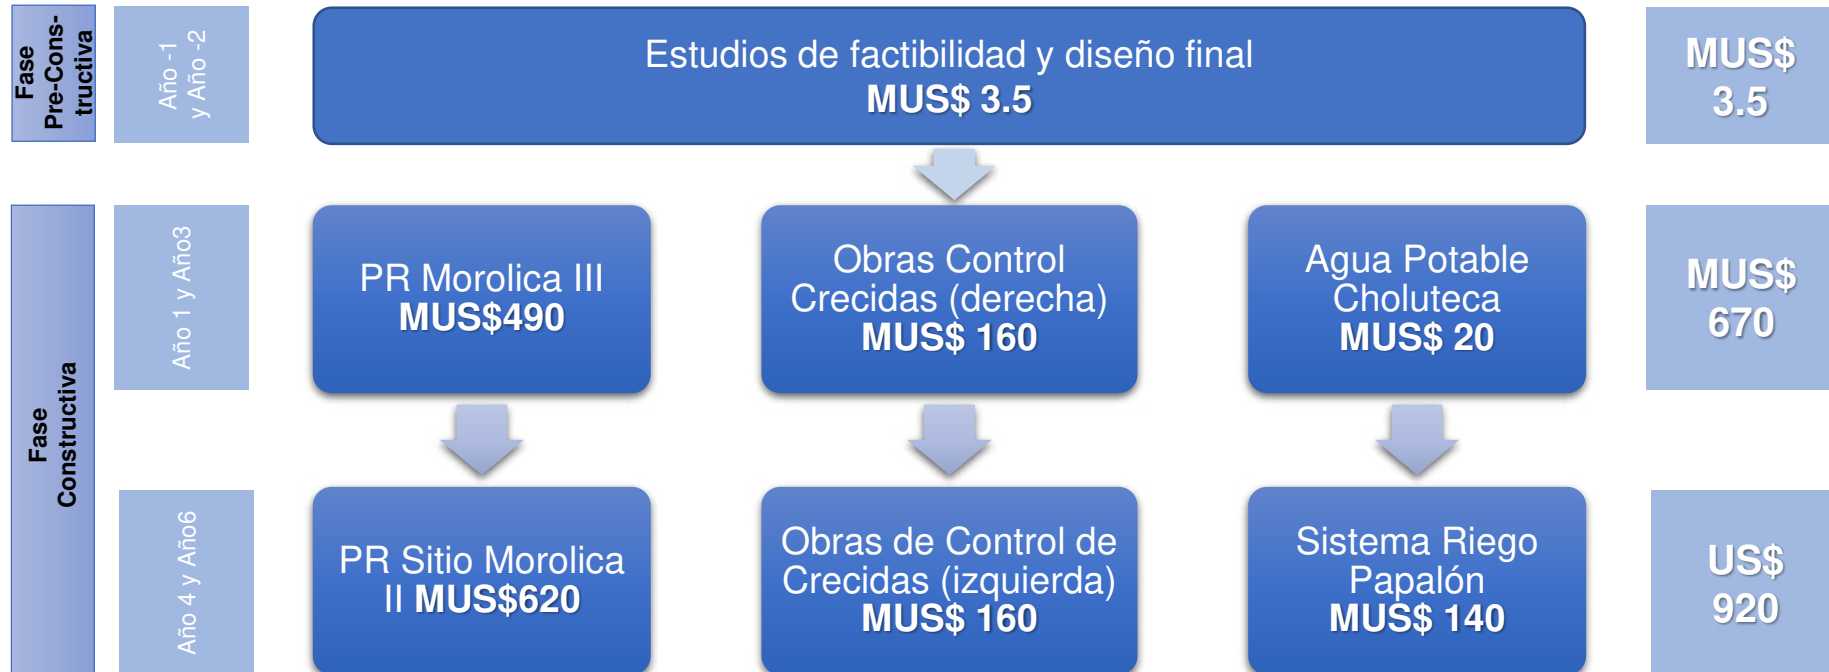 Fase
Pre-Cons-
tructiva
Año -1
y Año -2
Estudios de factibilidad y diseño final
MUS$ 3.5
MUS$
3.5
Fase
Constructiva
Año 1 y Año3
PR Morolica III
MUS$490
Obras Control
Crecidas (derecha)
MUS$ 160
Agua Potable
Choluteca
MUS$ 20
MUS$
670
Año 4 y Año6
PR Sitio Morolica
II MUS$620
Obras de Control de
Crecidas (izquierda)
MUS$ 160
Sistema Riego
Papalón
MUS$ 140
US$
920